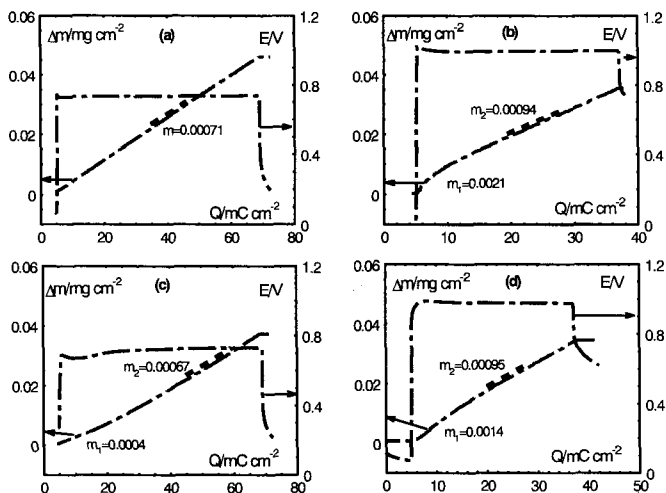 0.06 Δm/mg cm⁻² (a) E/V 1.2
0.04 0.8
0.02 m=0.00071 0.4
0
Q/mC cm⁻² 0
0 20 40 60 80
0.06 Δm/mg cm⁻² (b) E/V 1.2
0.04 0.8
m₂=0.00094
0.02 0.4
0 m₁=0.0021
Q/mC cm⁻² 0
0 10 20 30 40
0.06 Δm/mg cm⁻² (c) E/V 1.2
0.04 0.8
m₂=0.00067
0.02 0.4
0 m₁=0.0004
Q/mC cm⁻² 0
0 20 40 60 80
0.06 Δm/mg cm⁻² (d) E/V 1.2
0.04 0.8
m₂=0.00095
0.02 0.4
0 m₁=0.0014
Q/mC cm⁻² 0
0 10 20 30 40 50